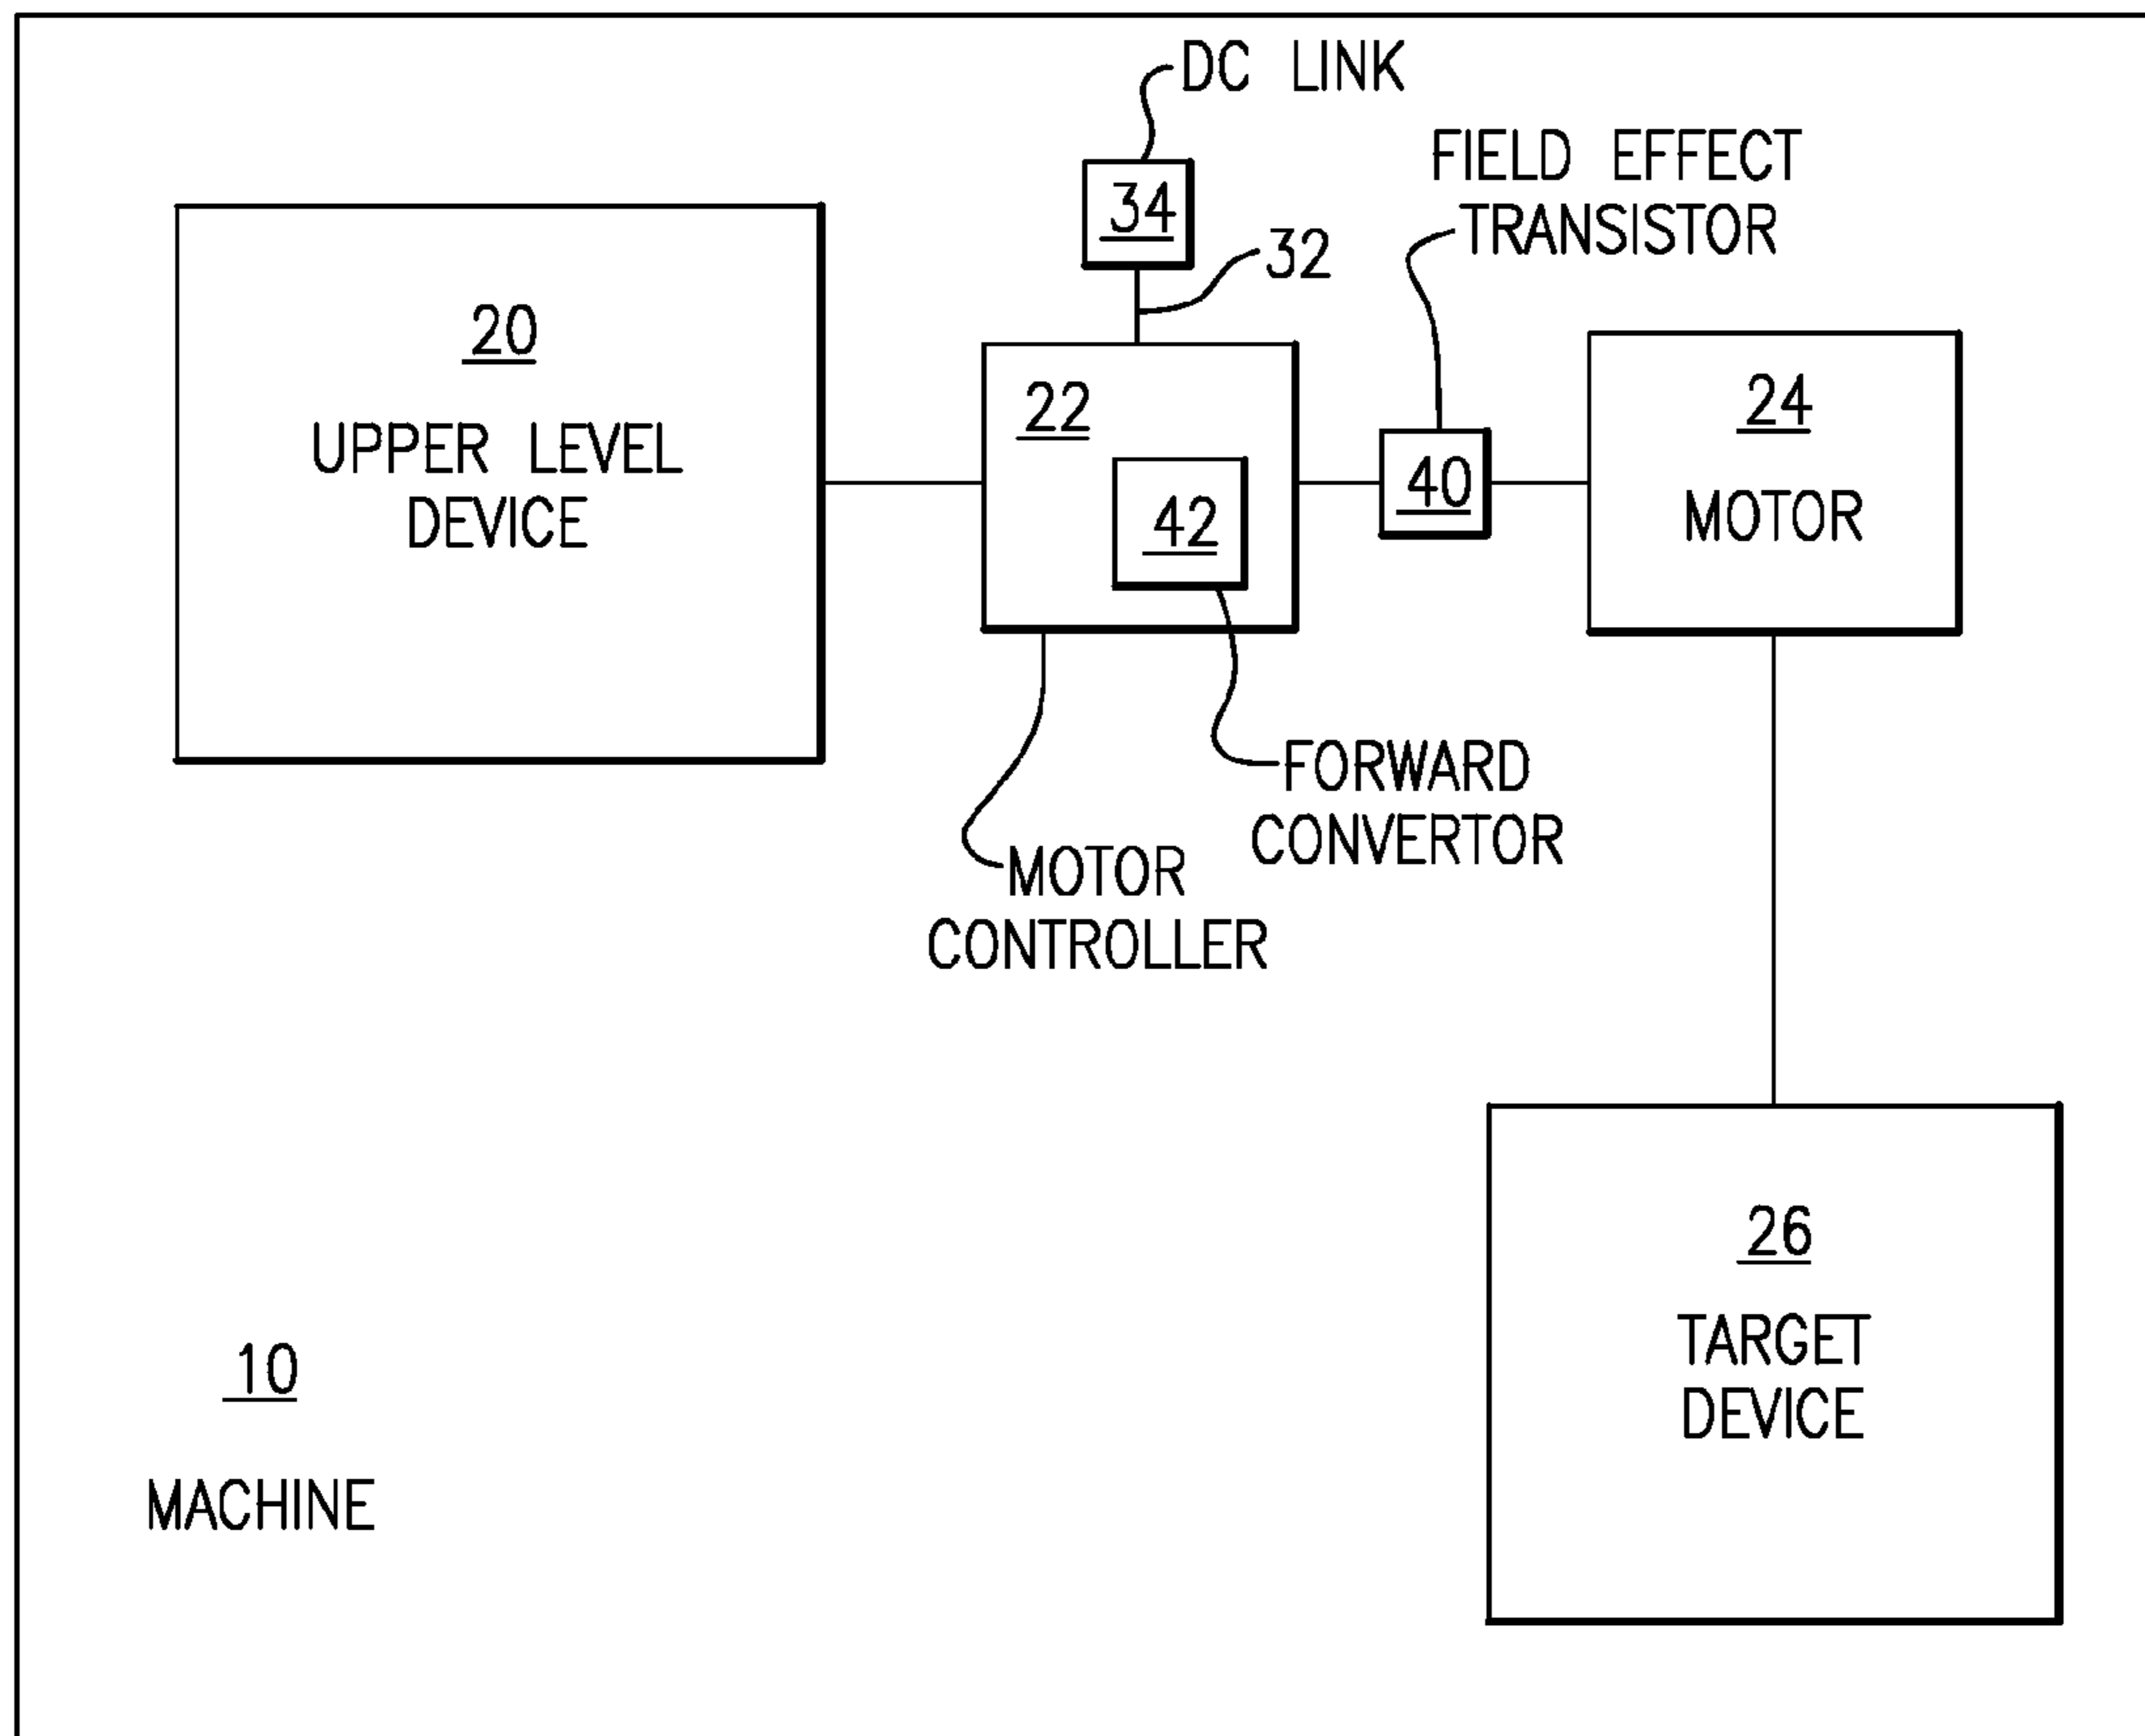 DC LINK
FIELD EFFECT
TRANSISTOR
34
32
20
UPPER LEVEL
DEVICE
22
42
40
24
MOTOR
FORWARD
CONVERTOR
MOTOR
CONTROLLER
26
TARGET
DEVICE
10
MACHINE